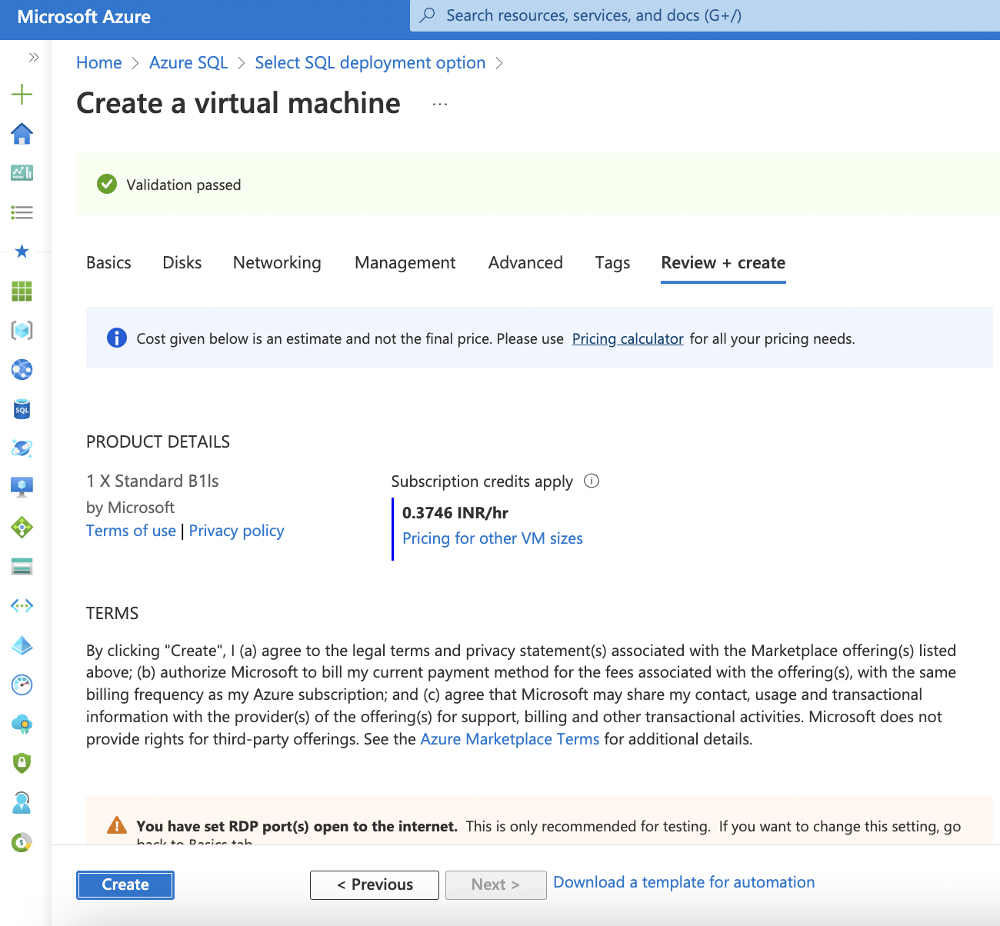 Microsoft Azure
Search resources, services, and docs (G+/)
Home > Azure SQL > Select SQL deployment option >
Create a virtual machine ...
Validation passed
Basics Disks Networking Management Advanced Tags Review + create
Cost given below is an estimate and not the final price. Please use Pricing calculator for all your pricing needs.
PRODUCT DETAILS
1 X Standard B1ls
by Microsoft
Terms of use | Privacy policy
Subscription credits apply
0.3746 INR/hr
Pricing for other VM sizes
TERMS
By clicking "Create", I (a) agree to the legal terms and privacy statement(s) associated with the Marketplace offering(s) listed
above; (b) authorize Microsoft to bill my current payment method for the fees associated with the offering(s), with the same
billing frequency as my Azure subscription; and (c) agree that Microsoft may share my contact, usage and transactional
information with the provider(s) of the offering(s) for support, billing and other transactional activities. Microsoft does not
provide rights for third-party offerings. See the Azure Marketplace Terms for additional details.
You have set RDP port(s) open to the internet. This is only recommended for testing. If you want to change this setting, go
back to Basics tab.
Create
< Previous
Next >
Download a template for automation
SQL